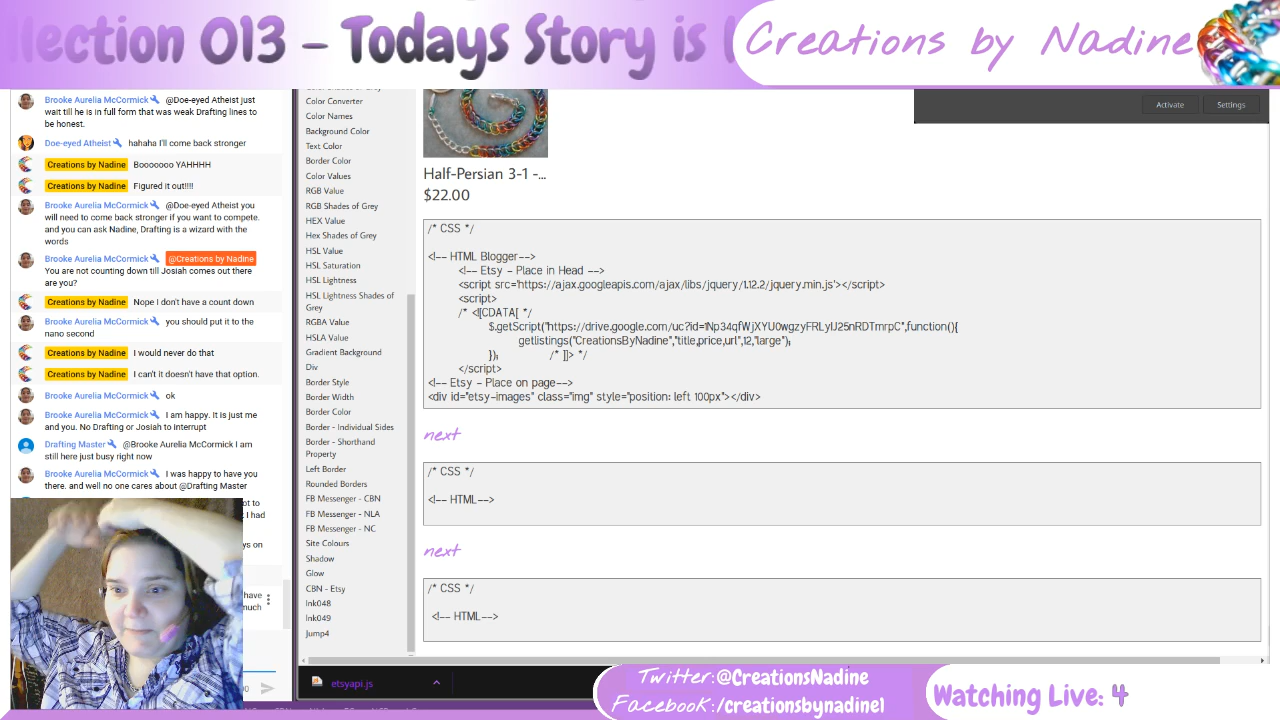 llection 013 – Todays Story is
Creations by Nadine
Brooke Aurelia McCormick @Doe-eyed Atheist just
wait till he is in full form that was weak Drafting lines to
be honest.
Doe-eyed Atheist hahaha I'll come back stronger
Creations by Nadine Booooooo YAHHHH
Creations by Nadine Figured it out!!!!
Brooke Aurelia McCormick @Doe-eyed Atheist you
will need to come back stronger if you want to compete.
and you can ask Nadine, Drafting is a wizard with the
words
Brooke Aurelia McCormick @Creations by Nadine
You are not counting down till Josiah comes out there
are you?
Creations by Nadine Nope I don't have a count down
Brooke Aurelia McCormick you should put it to the
nano second
Creations by Nadine I would never do that
Creations by Nadine I can't it doesn't have that option.
Brooke Aurelia McCormick ok
Brooke Aurelia McCormick I am happy. It is just me
and you. No Drafting or Josiah to interrupt
Drafting Master @Brooke Aurelia McCormick I am
still here just busy right now
Brooke Aurelia McCormick I was happy to have you
there. and well no one cares about @Drafting Master
to
I had
on
have
much
Color Converter
Color Names
Background Color
Text Color
Border Color
Color Values
RGB Value
RGB Shades of Grey
HEX Value
Hex Shades of Grey
HSL Value
HSL Saturation
HSL Lightness
HSL Lightness Shades of
Grey
RGBA Value
HSLA Value
Gradient Background
Div
Border Style
Border Width
Border Color
Border - Individual Sides
Border - Shorthand
Property
Left Border
Rounded Borders
FB Messenger - CBN
FB Messenger - NLA
FB Messenger - NC
Site Colours
Shadow
Glow
CBN - Etsy
lnk048
lnk049
Jump4
Activate
Settings
Half-Persian 3-1 -...
$22.00
/* CSS */
<!-- HTML Blogger-->
<!-- Etsy - Place in Head -->
<script src='https://ajax.googleapis.com/ajax/libs/jquery/1.12.2/jquery.min.js'></script>
<script>
/* <![CDATA[ */
$.getScript("https://drive.google.com/uc?id=1Np34qfWjXYU0wgzyFRLyIJ25nRDTmrpC",function(){
getlistings("CreationsByNadine","title,price,url",12,"large");
}); /* ]]> */
</script>
<!-- Etsy - Place on page-->
<div id="etsy-images" class="img" style="position: left 100px"></div>
next
/* CSS */
<!-- HTML-->
next
/* CSS */
<!-- HTML-->
etsyapi.js
Twitter:@CreationsNadine
Facebook:/creationsbynadine1
Watching Live: 4